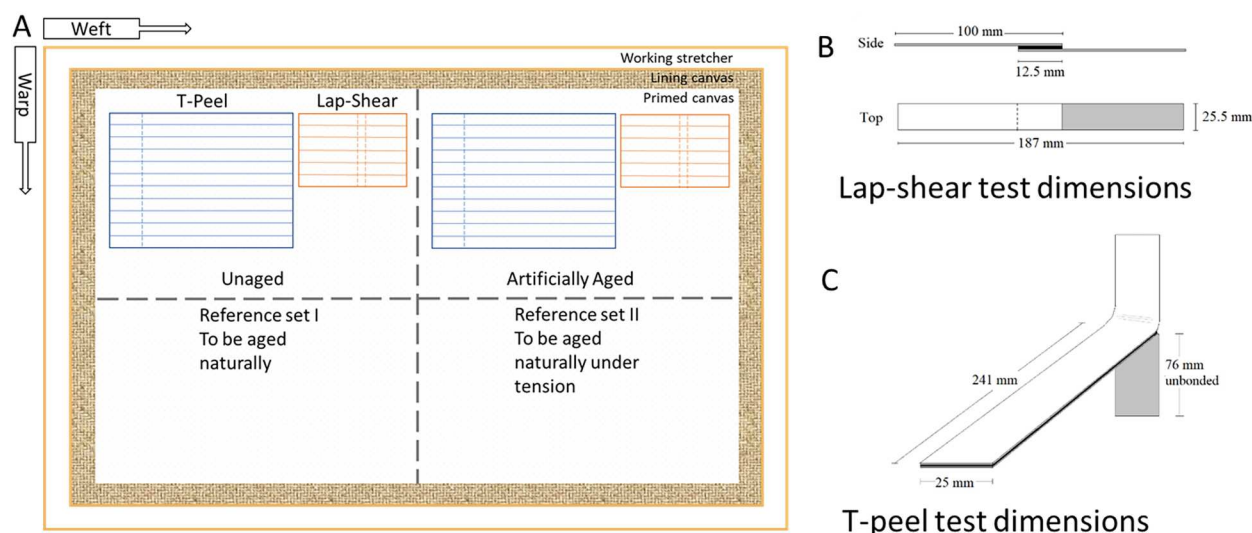 A
Weft
Warp
Working stretcher
Lining canvas
Primed canvas
T-Peel
Lap-Shear
Unaged
Artificially Aged
Reference set I
To be aged
naturally
Reference set II
To be aged
naturally under
tension
B
100 mm
Side
12.5 mm
Top
25.5 mm
187 mm
Lap-shear test dimensions
C
241 mm
76 mm
unbonded
25 mm
T-peel test dimensions